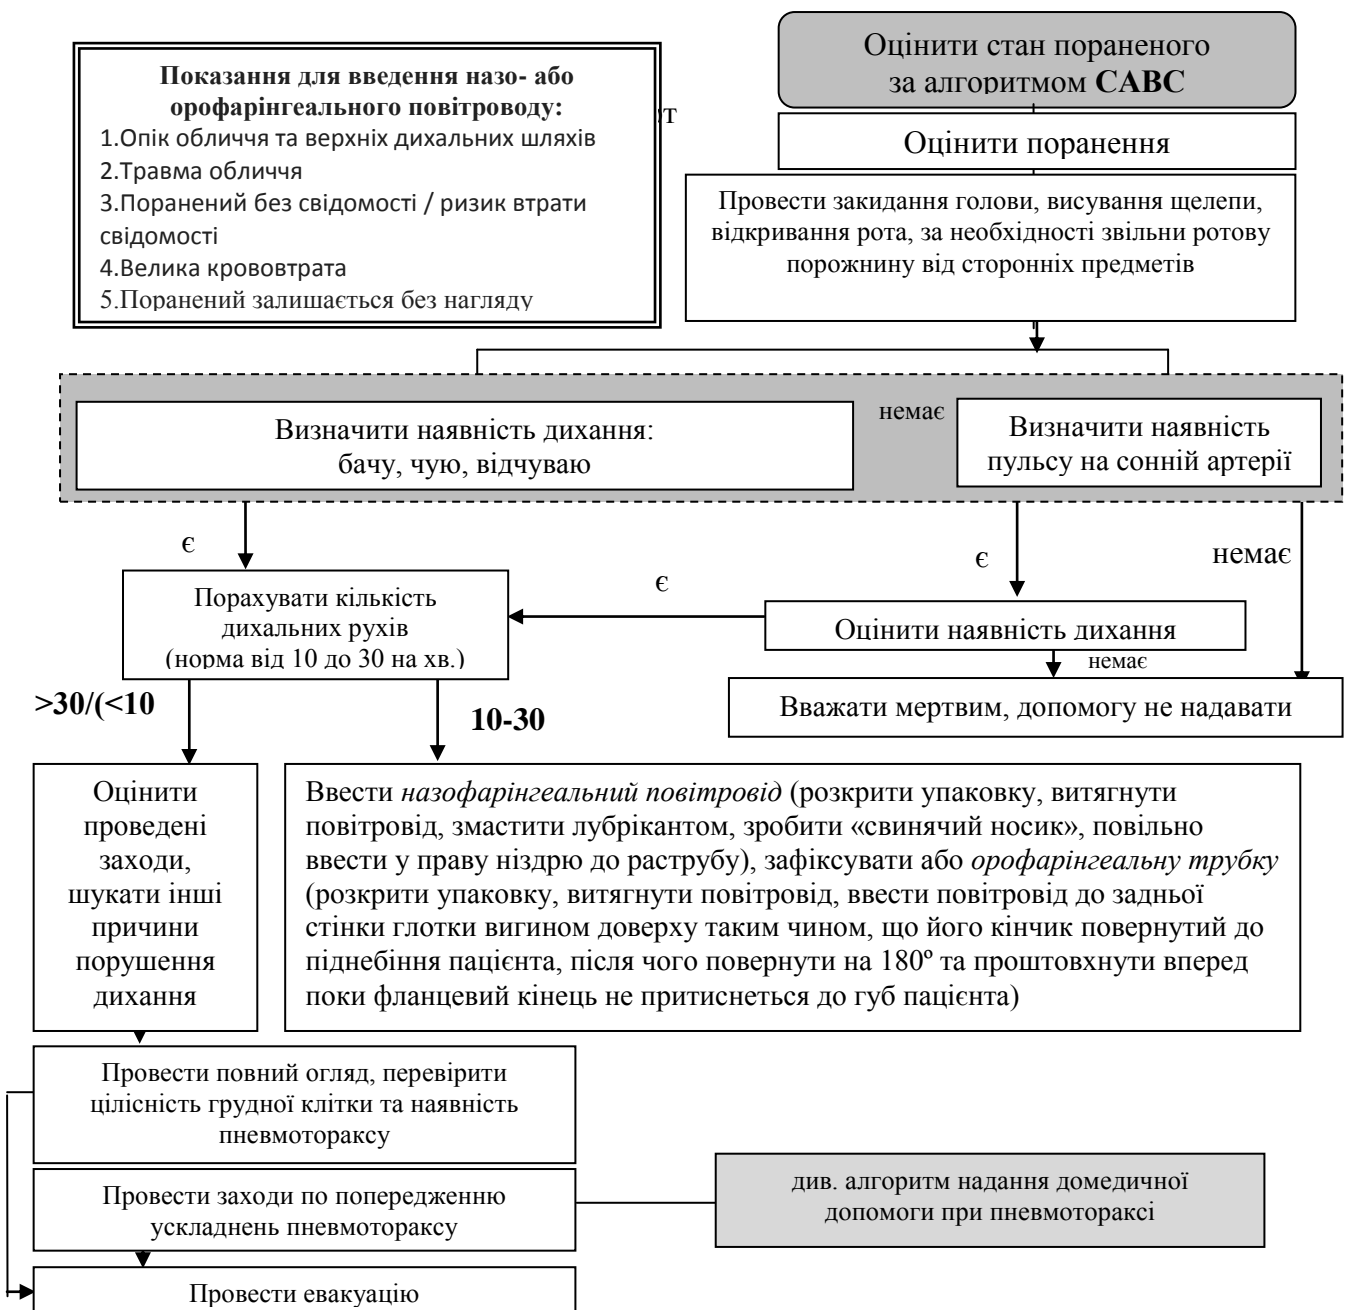 Оцінити стан пораненого
за алгоритмом САВС
Показання для введення назо- або
орофарінгеального повітроводу:
1.Опік обличчя та верхніх дихальних шляхів
2.Травма обличчя
3.Поранений без свідомості / ризик втрати
свідомості
4.Велика крововтрата
5.Поранений залишається без нагляду
Оцінити поранення
Провести закидання голови, висування щелепи,
відкривання рота, за необхідності звільни ротову
порожнину від сторонніх предметів
Визначити наявність дихання:
бачу, чую, відчуваю
немає
Визначити наявність
пульсу на сонній артерії
є
є
є
немає
Порахувати кількість
дихальних рухів
(норма від 10 до 30 на хв.)
Оцінити наявність дихання
немає
Вважати мертвим, допомогу не надавати
>30/(<10
10-30
Оцінити
проведені
заходи,
шукати інші
причини
порушення
дихання
Ввести назофарінгеальний повітровід (розкрити упаковку, витягнути
повітровід, змастити лубрікантом, зробити «свинячий носик», повільно
ввести у праву ніздрю до раструбу), зафіксувати або орофарінгеальну трубку
(розкрити упаковку, витягнути повітровід, ввести повітровід до задньої
стінки глотки вигином доверху таким чином, що його кінчик повернутий до
піднебіння пацієнта, після чого повернути на 180º та проштовхнути вперед
поки фланцевий кінець не притиснеться до губ пацієнта)
Провести повний огляд, перевірити
цілісність грудної клітки та наявність
пневмотораксу
Провести заходи по попередженню
ускладнень пневмотораксу
див. алгоритм надання домедичної
допомоги при пневмотораксі
Провести евакуацію